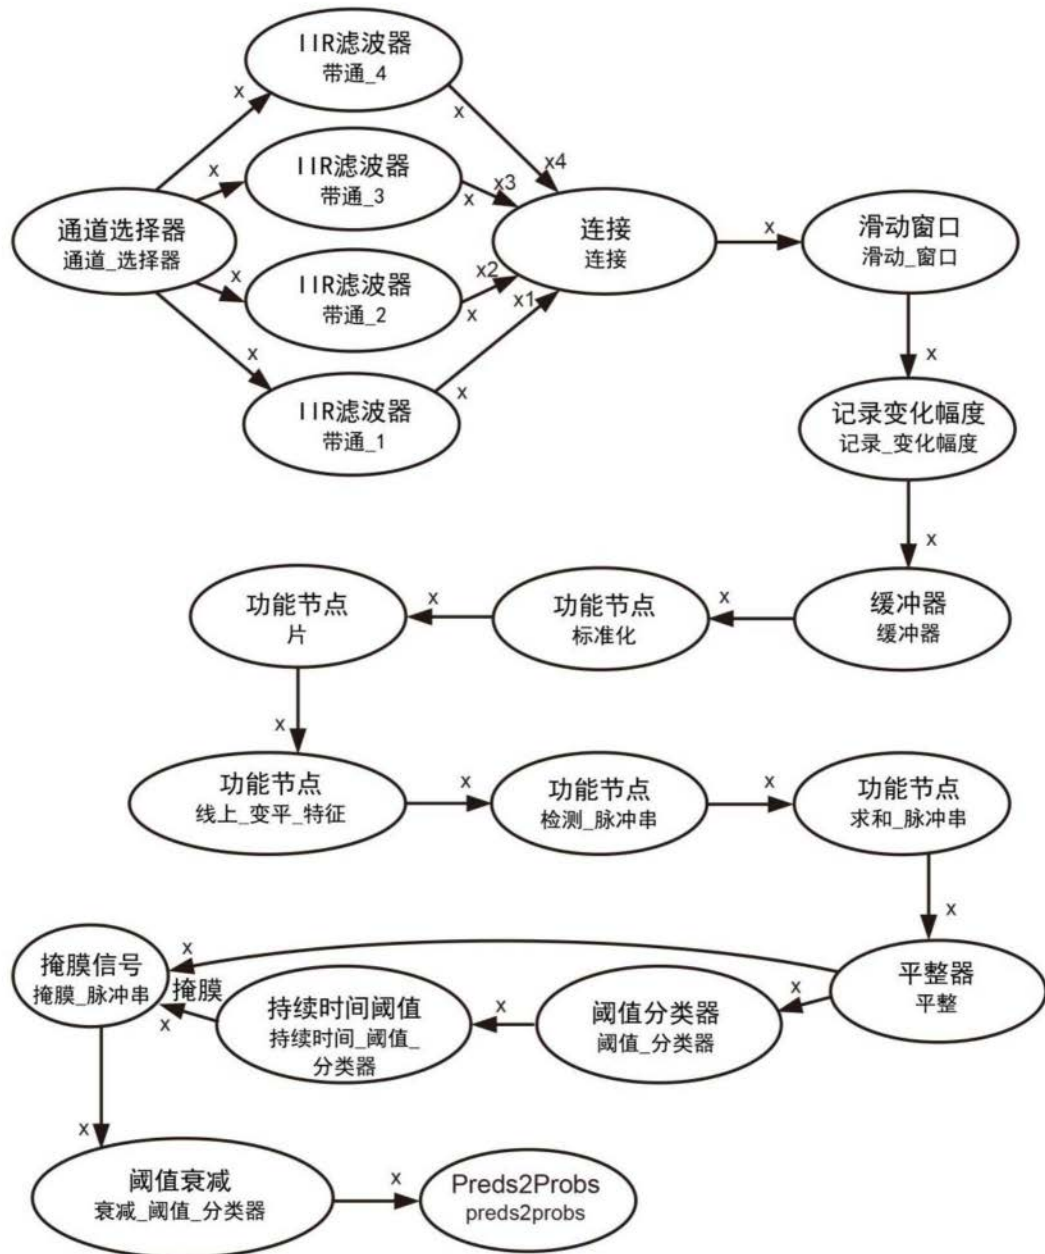 IIR滤波器
带通_4
x
x
x4
IIR滤波器
带通_3
x
x3
x
通道选择器
通道_选择器
连接
连接
x
滑动窗口
滑动_窗口
x
IIR滤波器
带通_2
x2
x
x1
x
IIR滤波器
带通_1
x
x
记录变化幅度
记录_变化幅度
x
缓冲器
缓冲器
x
功能节点
标准化
x
功能节点
片
x
功能节点
线上_变平_特征
x
功能节点
检测_脉冲串
x
功能节点
求和_脉冲串
x
平整器
平整
x
x
阈值分类器
阈值_分类器
x
持续时间阈值
持续时间_阈值_
分类器
掩膜
x
掩膜信号
掩膜_脉冲串
x
阈值衰减
衰减_阈值_分类器
x
Preds2Probs
preds2probs